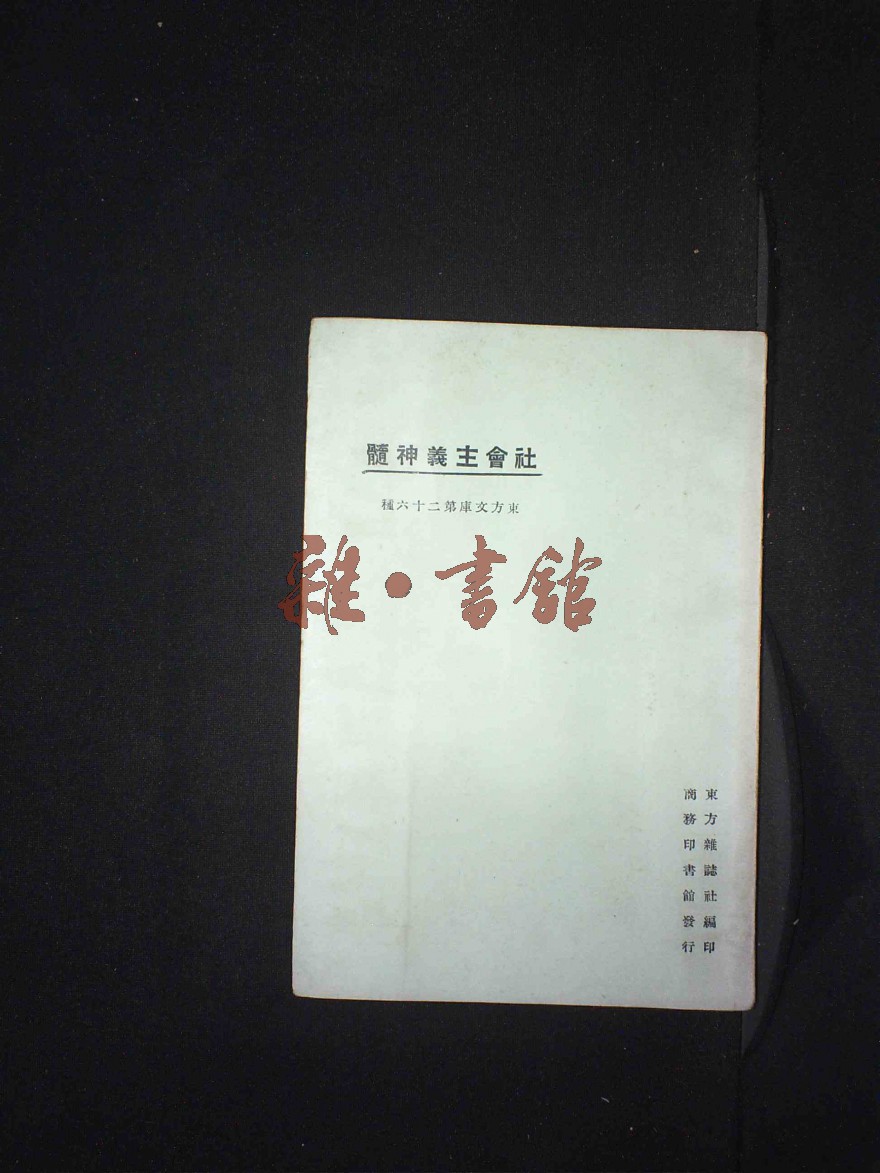 社會主義神髓
東方文庫第二十六種
雜·書館
東方雜誌社編印
商務印書館發行